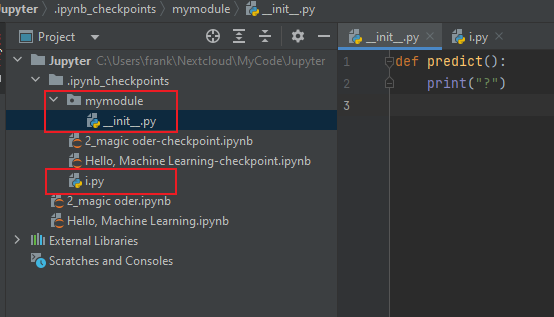 Jupyter > .ipynb_checkpoints > mymodule > __init__.py
Project
__init__.py
i.py
Jupyter C:\Users\frank\Nextcloud\MyCode\Jupyter
.ipynb_checkpoints
mymodule
__init__.py
2_magic oder-checkpoint.ipynb
Hello, Machine Learning-checkpoint.ipynb
i.py
2_magic oder.ipynb
Hello, Machine Learning.ipynb
External Libraries
Scratches and Consoles
1 def predict():
2 print("?")
3